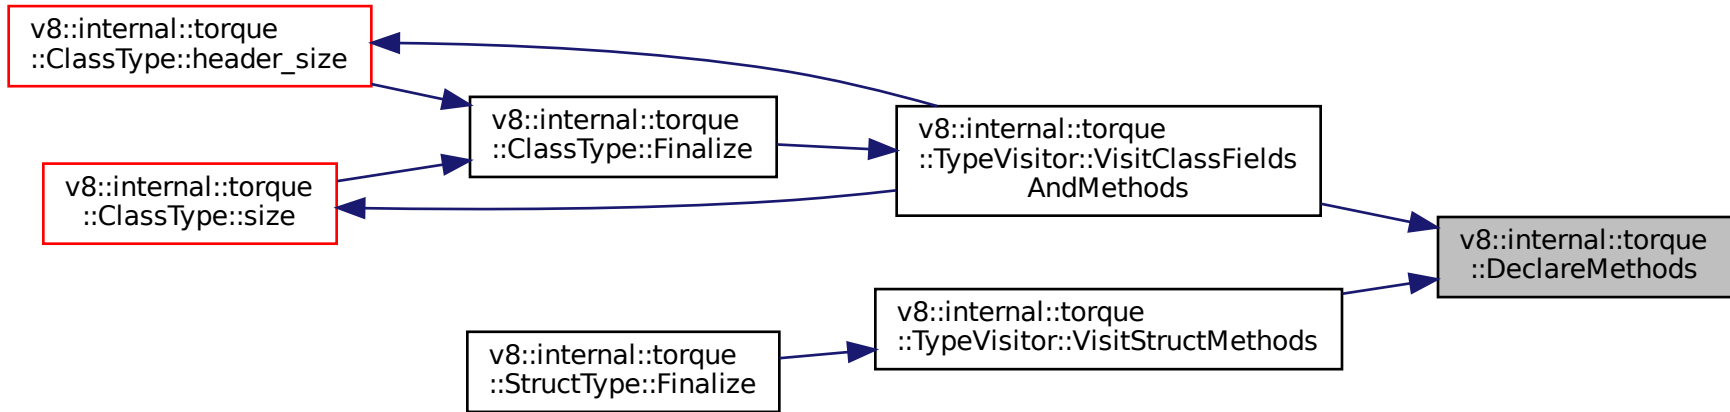 v8::internal::torque
::ClassType::header_size
v8::internal::torque
::ClassType::Finalize
v8::internal::torque
::ClassType::size
v8::internal::torque
::TypeVisitor::VisitClassFields
AndMethods
v8::internal::torque
::DeclareMethods
v8::internal::torque
::TypeVisitor::VisitStructMethods
v8::internal::torque
::StructType::Finalize